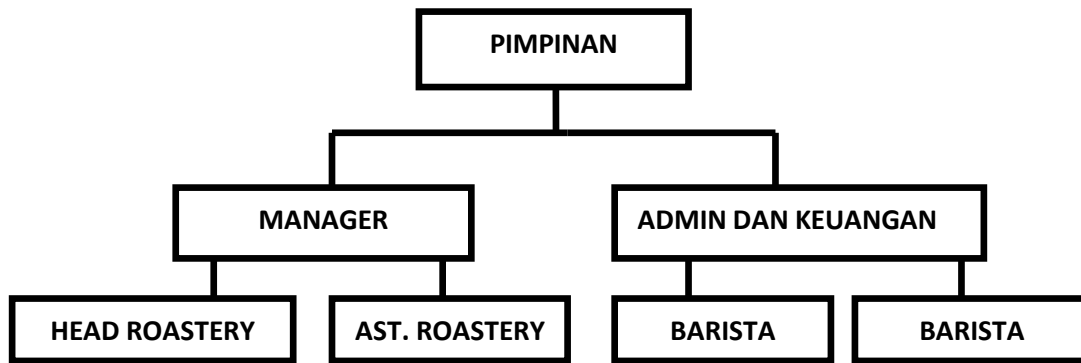 PIMPINAN
MANAGER
ADMIN DAN KEUANGAN
HEAD ROASTERY
AST. ROASTERY
BARISTA
BARISTA